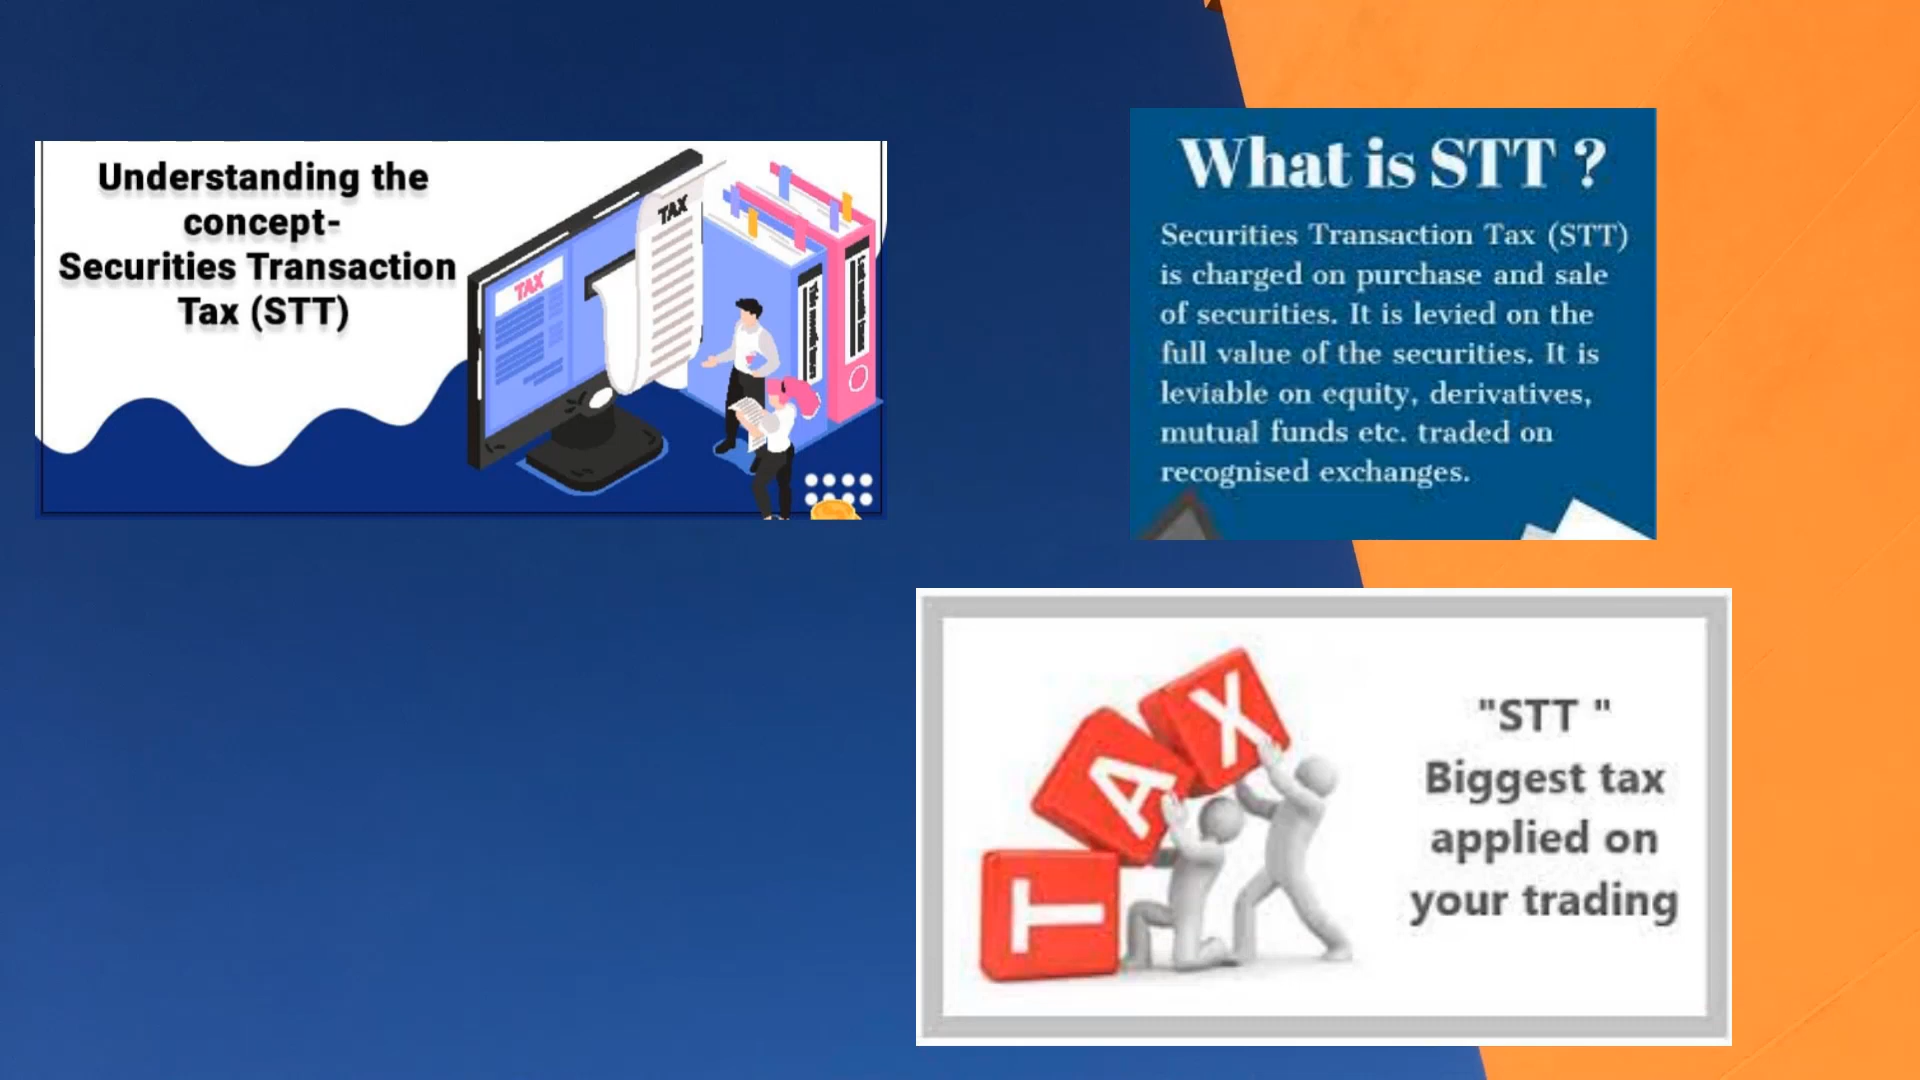 Understanding the
concept-
Securities Transaction
Tax (STT)
TAX
TAX
What is STT ?
Securities Transaction Tax (STT)
is charged on purchase and sale
of securities. It is levied on the
full value of the securities. It is
leviable on equity, derivatives,
mutual funds etc. traded on
recognised exchanges.
TAX
"STT "
Biggest tax
applied on
your trading